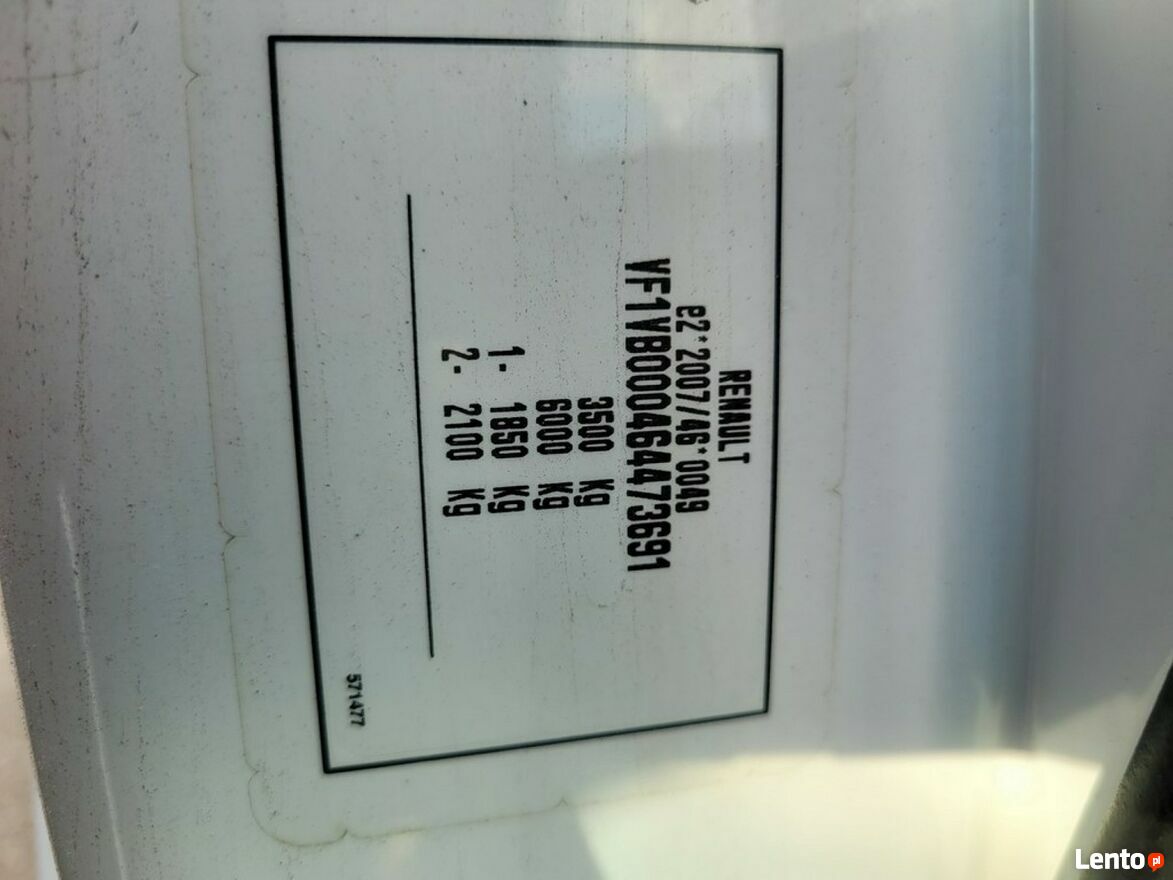 RENAULT
e2*2007/46*0049
VF1VB000464473691
3500 Kg
6000 Kg
1- 1850 Kg
2- 2100 Kg
571477
Lento pl